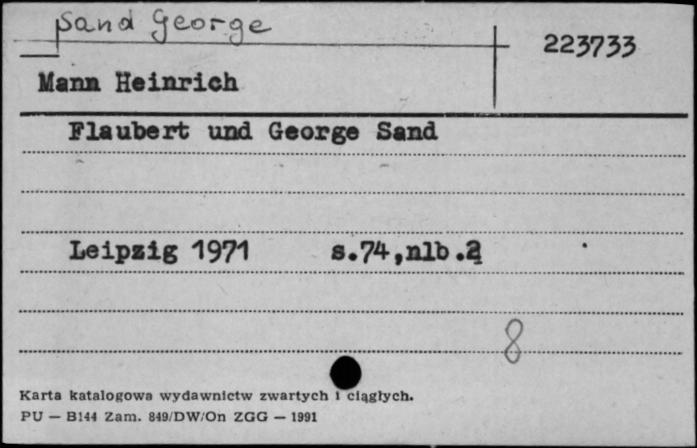 Sand George
223733
Mann Heinrich
Flaubert und George Sand
Leipzig 1971 s.74,nlb.2
8
Karta katalogowa wydawnictw zwartych i ciągłych.
PU — B144 Zam. 849/DW/On ZGG — 1991